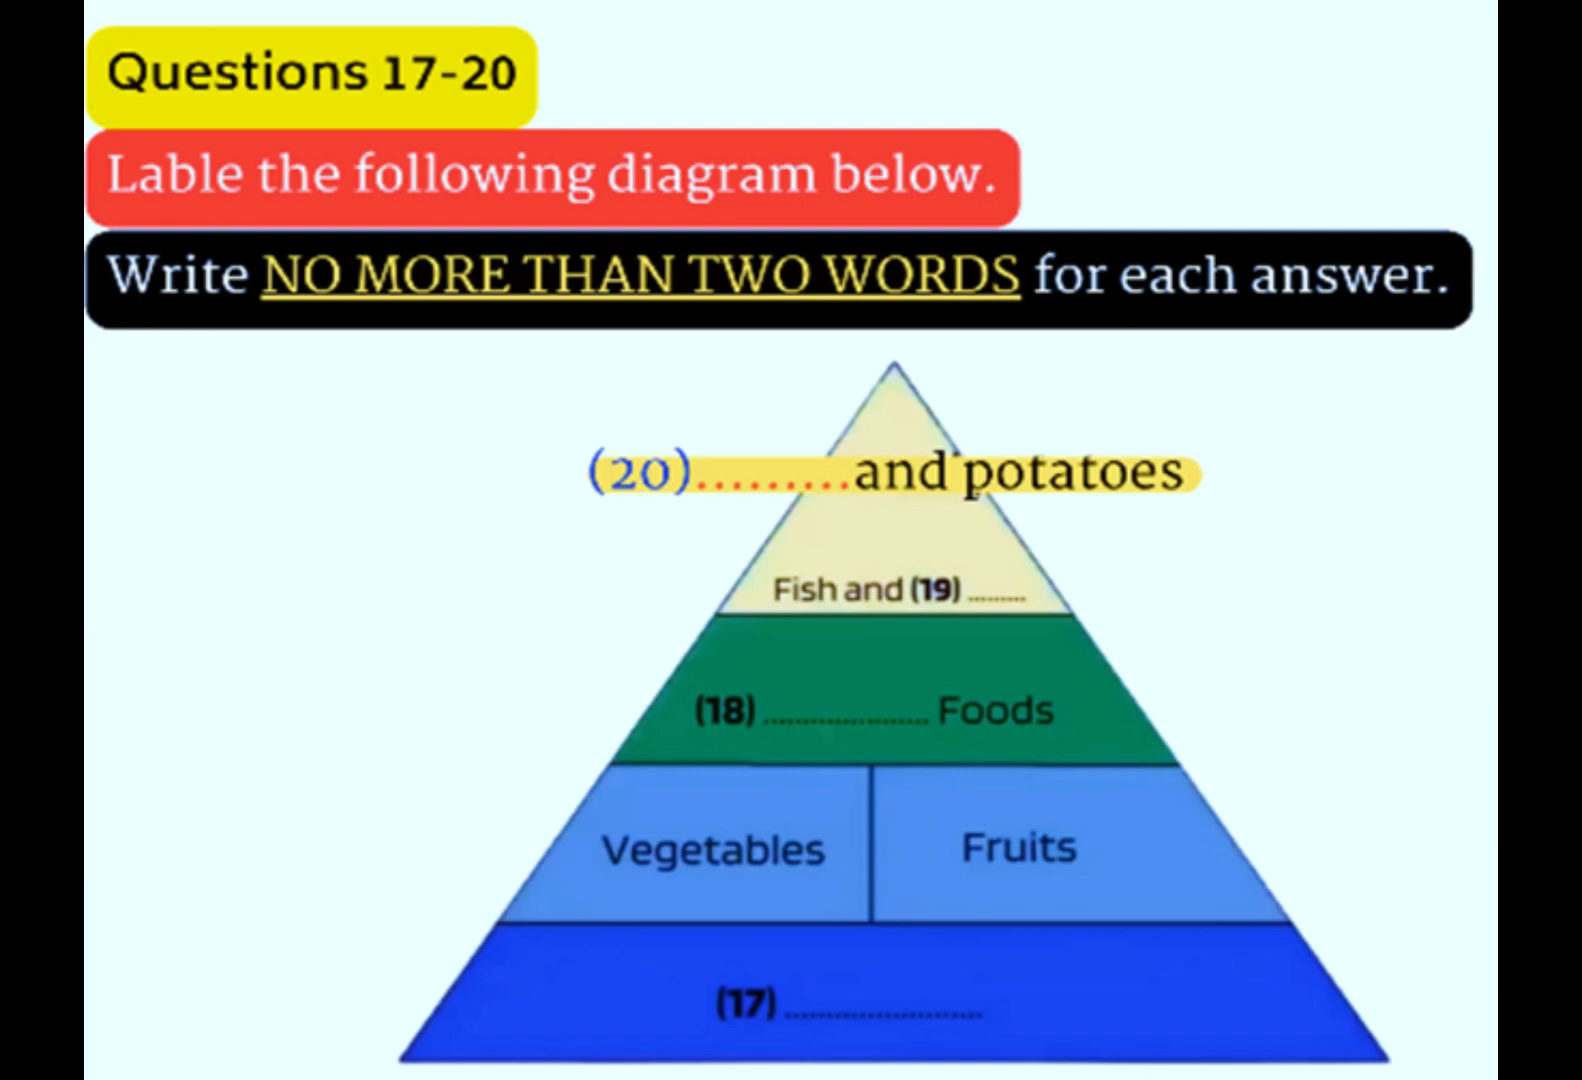 Questions 17-20
Lable the following diagram below.
Write NO MORE THAN TWO WORDS for each answer.
(20).........and potatoes
Fish and (19) .........
(18) ..................... Foods
Vegetables Fruits
(17) .........................